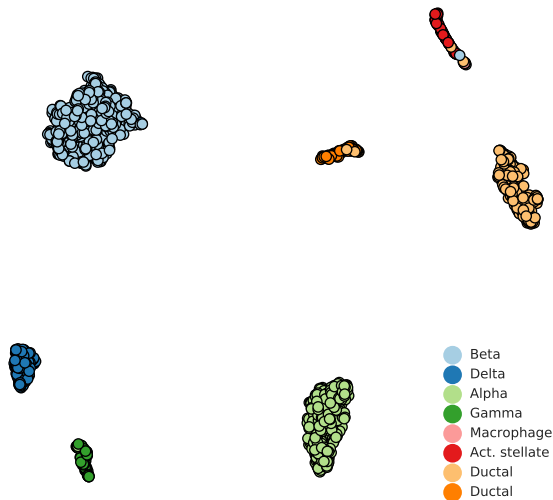 Beta
Delta
Alpha
Gamma
Macrophage
Act. stellate
Ductal
Ductal